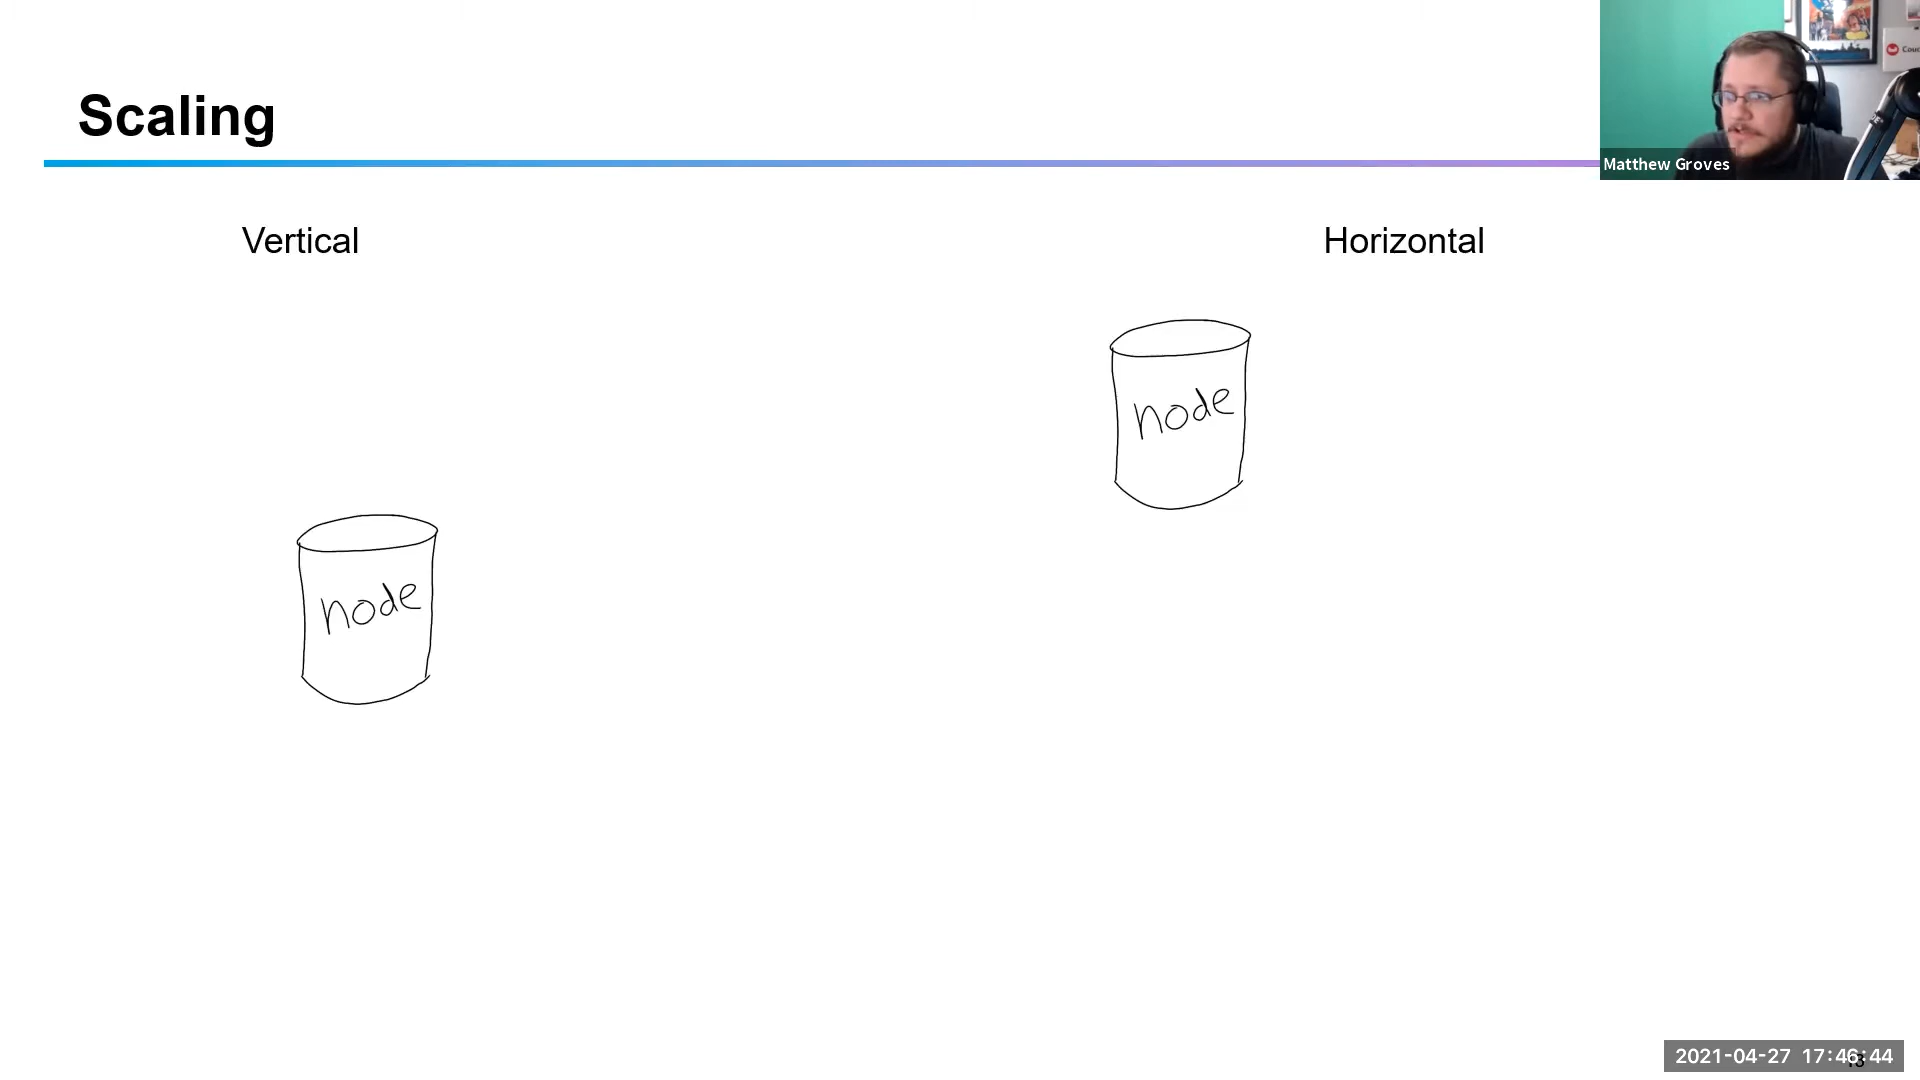 Scaling
Vertical
Horizontal
node
node
Matthew Groves
2021-04-27 17:46:44